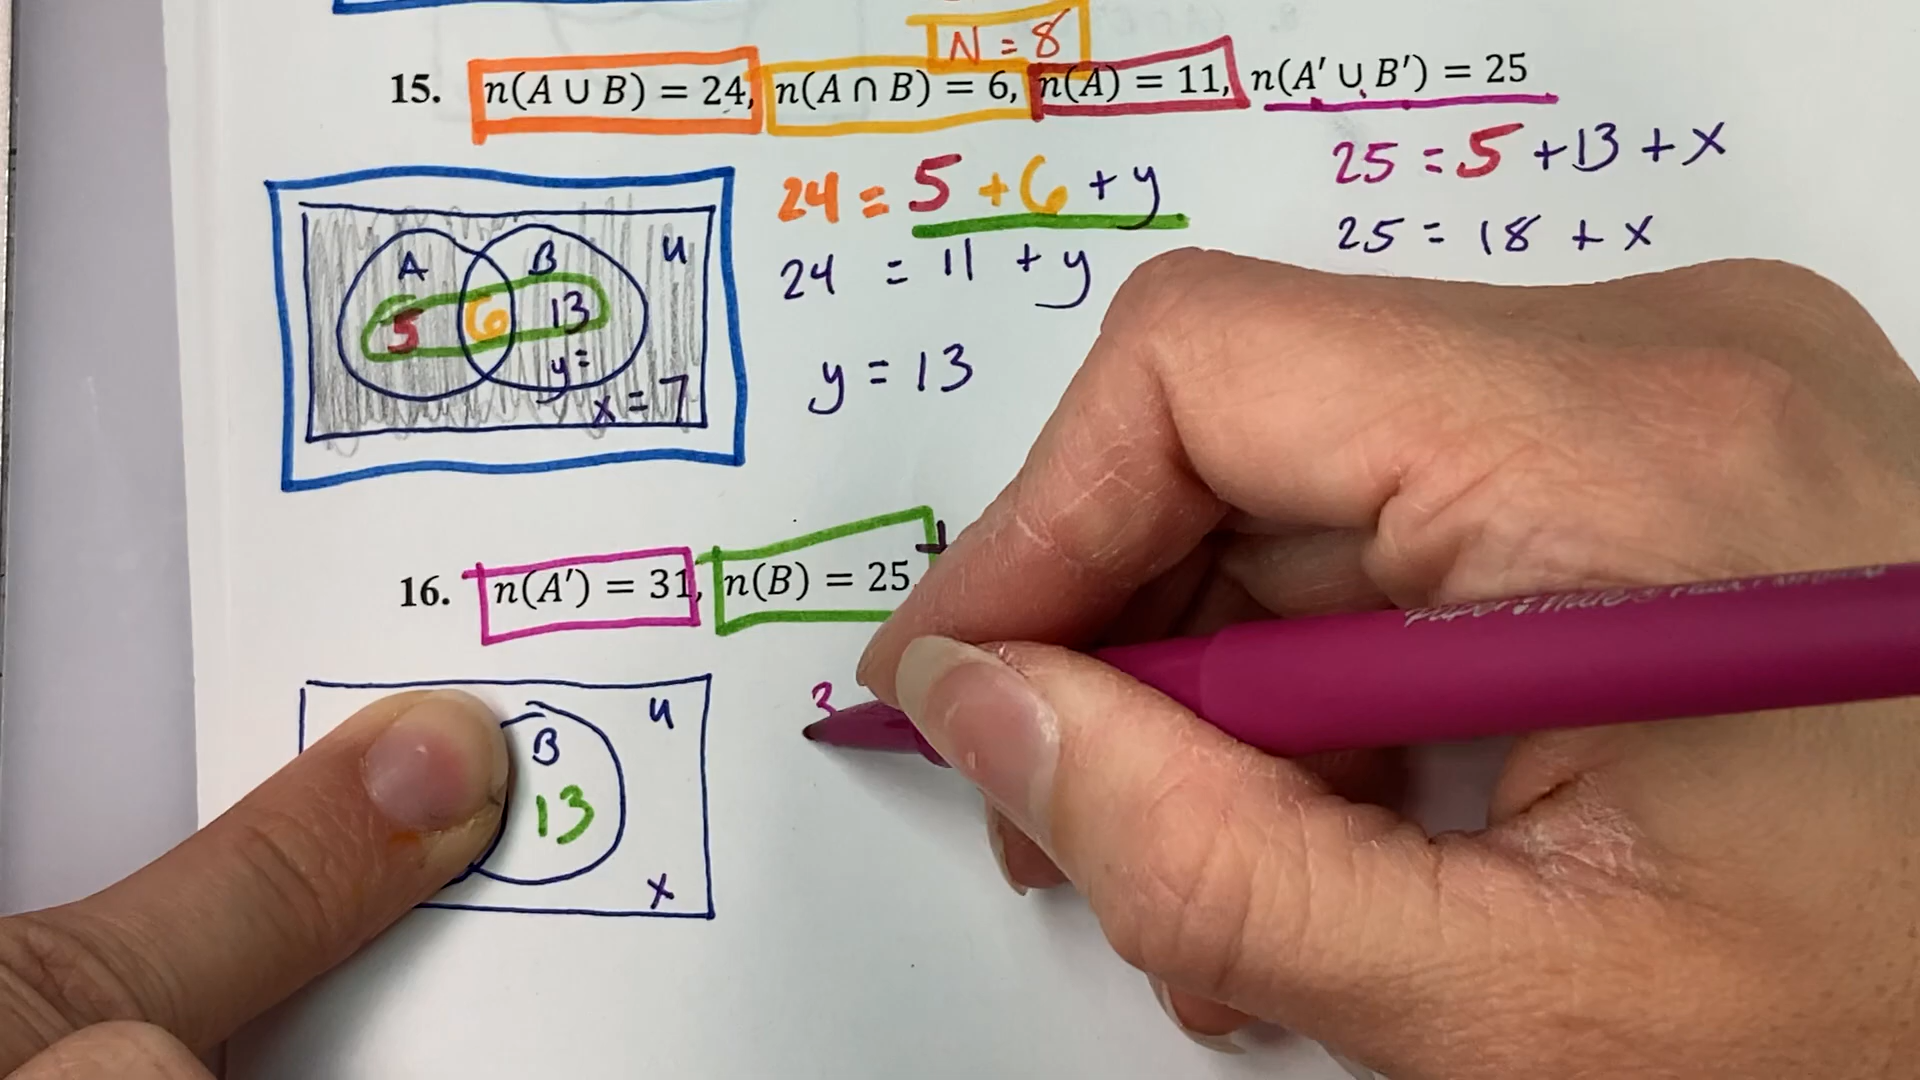 N = 8
15. n(A ∪ B) = 24, n(A ∩ B) = 6, n(A) = 11, n(A′ ∪ B′) = 25
24 = 5 + 6 + y
25 = 5 + 13 + x
24 = 11 + y
25 = 18 + x
y = 13
A B U
5 6 13
y =
x = 7
16. n(A′) = 31, n(B) = 25,
3
B U
13
x